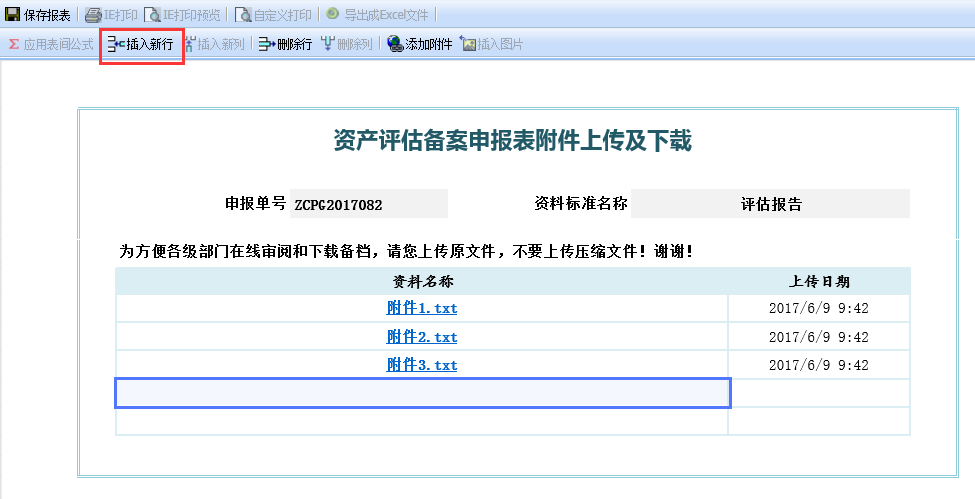 保存报表 IE打印 IE打印预览 自定义打印 导出成Excel文件
应用表间公式 插入新行 插入新列 删除行 删除列 添加附件 插入图片
资产评估备案申报表附件上传及下载
申报单号 ZCPG2017082 资料标准名称 评估报告
为方便各级部门在线审阅和下载备档，请您上传原文件，不要上传压缩文件！谢谢！
资料名称 上传日期
附件1.txt 2017/6/9 9:42
附件2.txt 2017/6/9 9:42
附件3.txt 2017/6/9 9:42